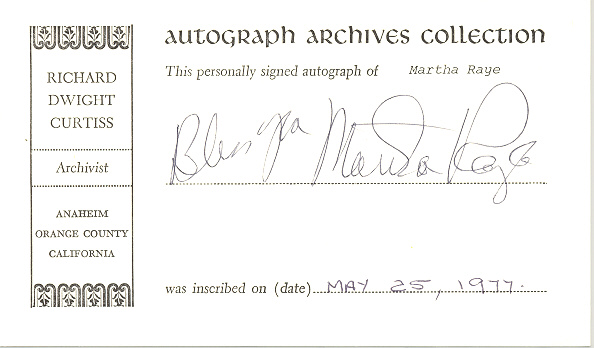 AUTOGRAPH ARCHIVES COLLECTION
RICHARD
DWIGHT
CURTISS
Archivist
ANAHEIM
ORANGE COUNTY
CALIFORNIA
This personally signed autograph of Martha Raye
Martha Raye
was inscribed on (date) MAY 25, 1977.